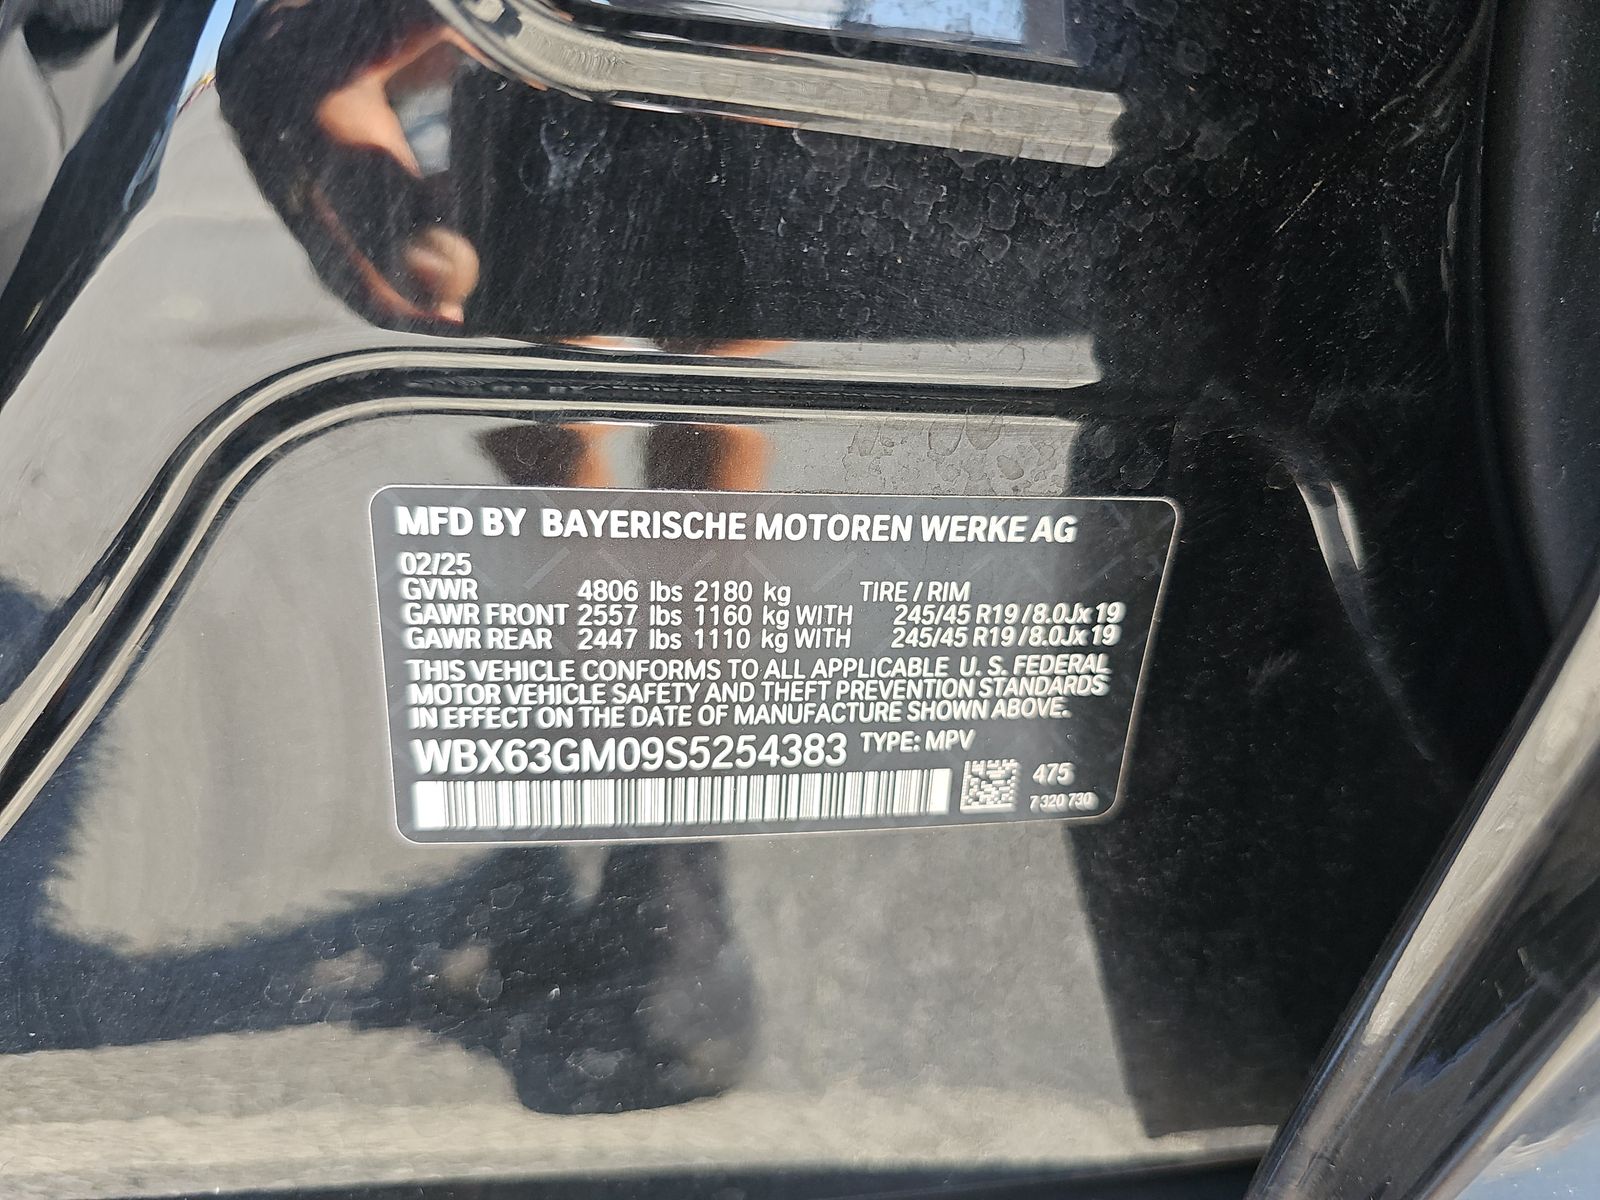 MFD BY BAYERISCHE MOTOREN WERKE AG
02/25
GVWR 4806 lbs 2180 kg TIRE / RIM
GAWR FRONT 2557 lbs 1160 kg WITH 245/45 R19 / 8.0Jx 19
GAWR REAR 2447 lbs 1110 kg WITH 245/45 R19 / 8.0Jx 19
THIS VEHICLE CONFORMS TO ALL APPLICABLE U. S. FEDERAL
MOTOR VEHICLE SAFETY AND THEFT PREVENTION STANDARDS
IN EFFECT ON THE DATE OF MANUFACTURE SHOWN ABOVE.
WBX63GM09S5254383 TYPE: MPV
475
7 320 730